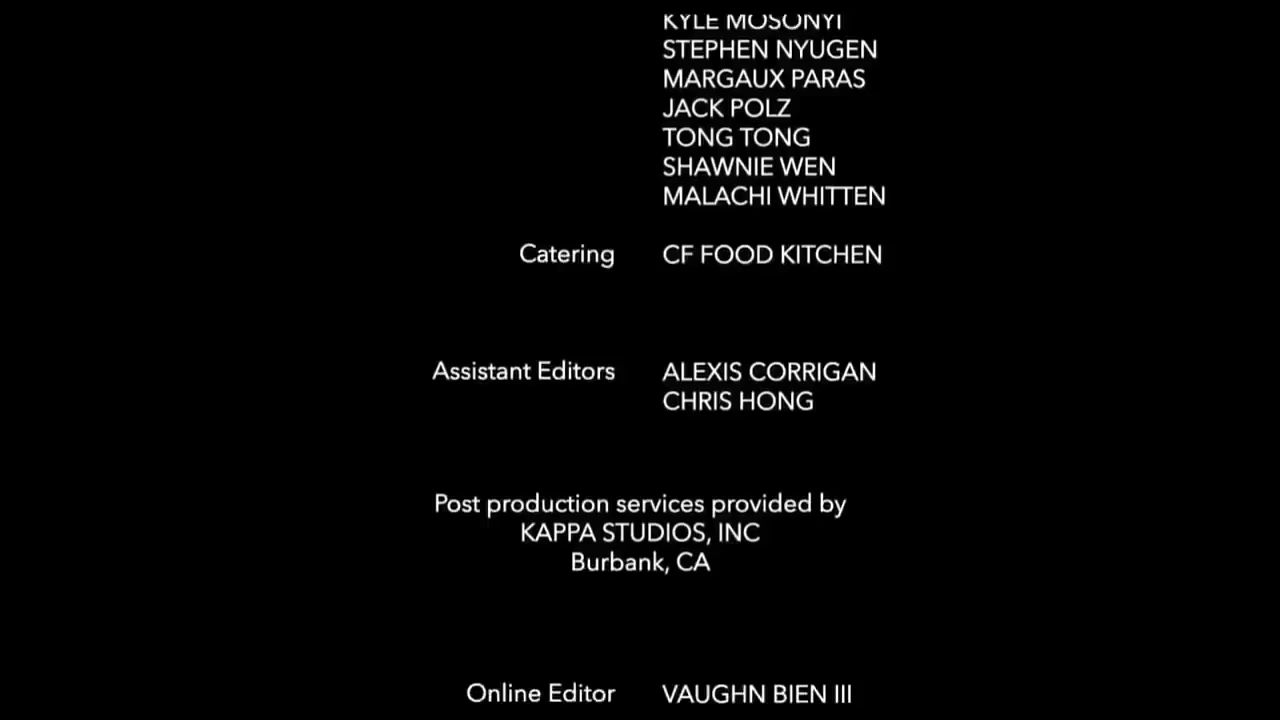 KYLE MOSONYI
STEPHEN NYUGEN
MARGAUX PARAS
JACK POLZ
TONG TONG
SHAWNIE WEN
MALACHI WHITTEN
Catering CF FOOD KITCHEN
Assistant Editors ALEXIS CORRIGAN
CHRIS HONG
Post production services provided by
KAPPA STUDIOS, INC
Burbank, CA
Online Editor VAUGHN BIEN III